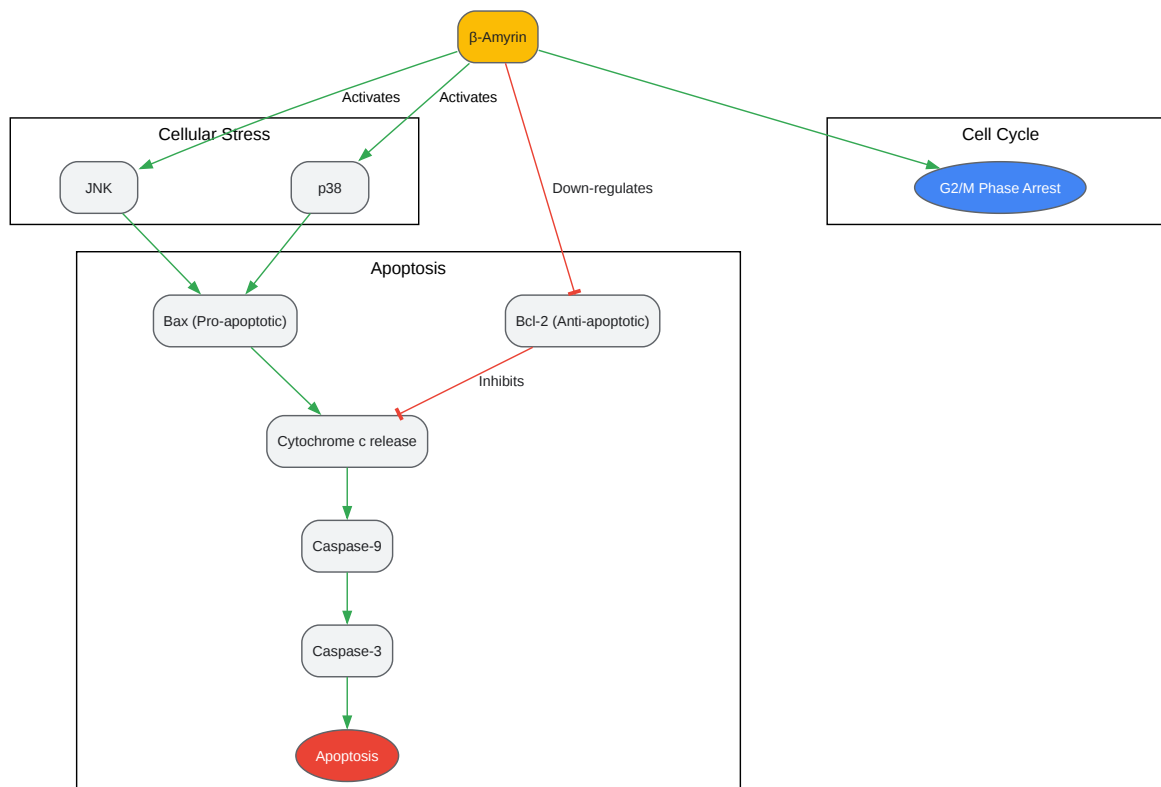 β-Amyrin
Activates
Activates
Cellular Stress
Cell Cycle
JNK
p38
Down-regulates
G2/M Phase Arrest
Apoptosis
Bax (Pro-apoptotic)
Bcl-2 (Anti-apoptotic)
Inhibits
Cytochrome c release
Caspase-9
Caspase-3
Apoptosis